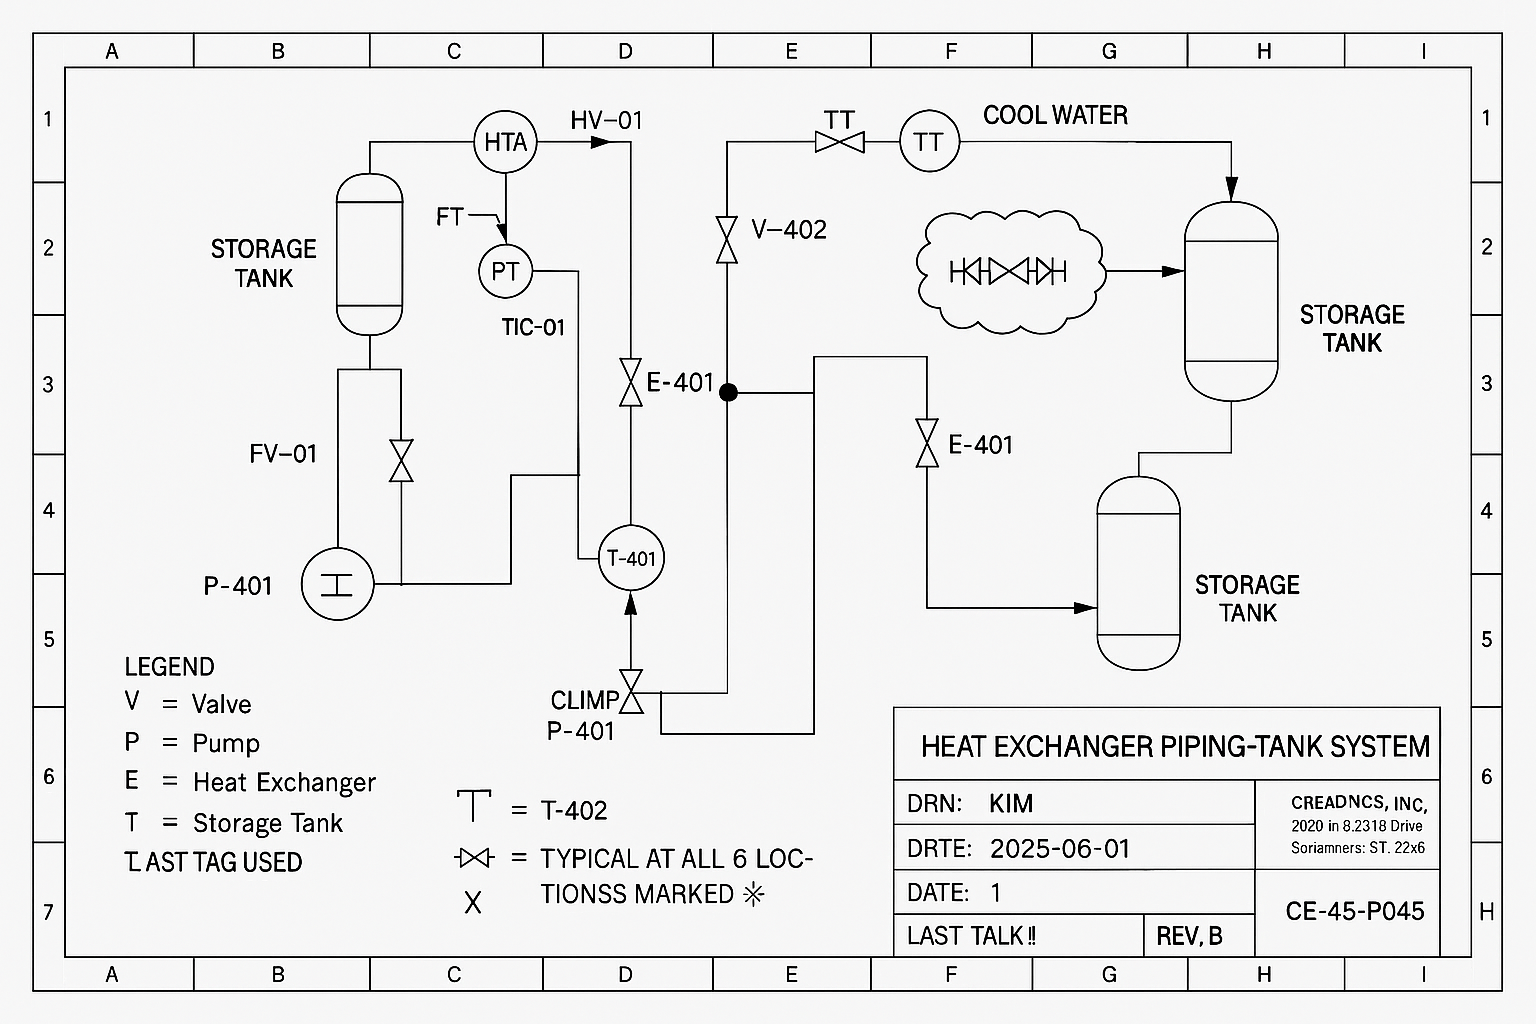 A B C D E F G H I
1 1
HTA
HV-01
TT
TT
COOL WATER
2 2
FT
PT
V-402
STORAGE
TANK
TIC-01
STORAGE
TANK
3 3
E-401
E-401
FV-01
4 4
T-401
P-401
STORAGE
TANK
5 5
CLIMP
P-401
LEGEND
V = Valve
P = Pump
E = Heat Exchanger
T = Storage Tank
LAST TAG USED
= T-402
= TYPICAL AT ALL 6 LOC-
X TIONSS MARKED ※
6 6
7 H
HEAT EXCHANGER PIPING-TANK SYSTEM
DRN: KIM
DRTE: 2025-06-01
DATE: 1
LAST TALK!!
REV, B
CREADNCS, INC,
2020 in 8.2318 Drive
Soriamners: ST. 22x6
CE-45-P045
A B C D E F G H I